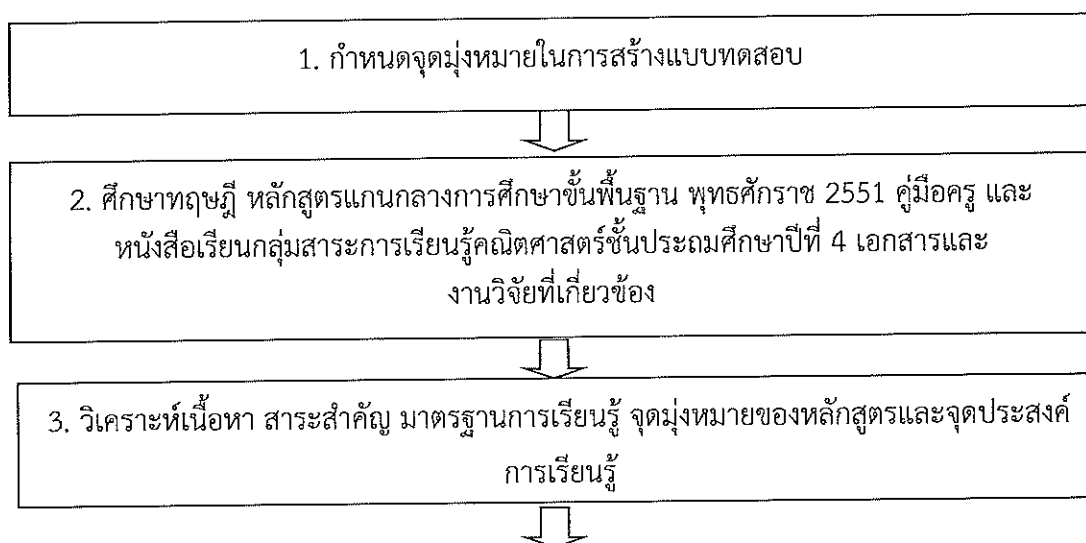 1. กำหนดจุดมุ่งหมายในการสร้างแบบทดสอบ
2. ศึกษาทฤษฎี หลักสูตรแกนกลางการศึกษาขั้นพื้นฐาน พุทธศักราช 2551 คู่มือครู และ
หนังสือเรียนกลุ่มสาระการเรียนรู้คณิตศาสตร์ชั้นประถมศึกษาปีที่ 4 เอกสารและ
งานวิจัยที่เกี่ยวข้อง
3. วิเคราะห์เนื้อหา สาระสำคัญ มาตรฐานการเรียนรู้ จุดมุ่งหมายของหลักสูตรและจุดประสงค์
การเรียนรู้